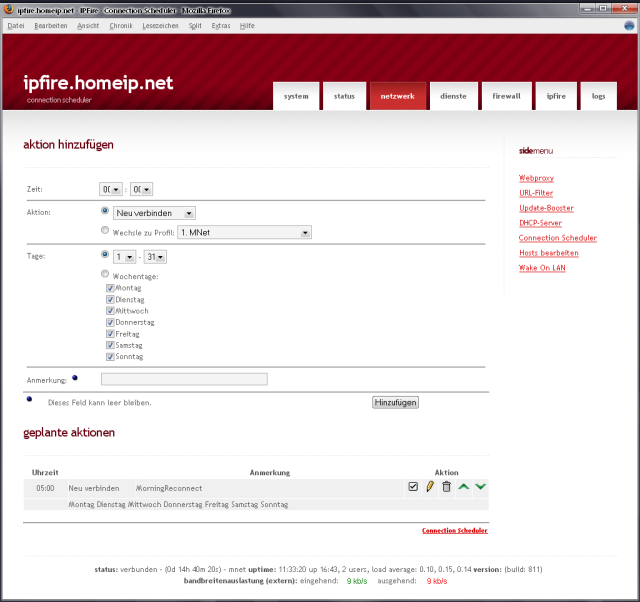 ipfire.homeip.net - IPFire - Connection Scheduler - Mozilla Firefox
Datei Bearbeiten Ansicht Chronik Lesezeichen Split Extras Hilfe
ipfire.homeip.net
connection scheduler
system status netzwerk dienste firewall ipfire logs
aktion hinzufügen
Zeit: 00 : 00
Aktion: Neu verbinden
Wechsle zu Profil: 1. MNet
Tage: 1 - 31
Wochentage:
Montag
Dienstag
Mittwoch
Donnerstag
Freitag
Samstag
Sonntag
Anmerkung:
Dieses Feld kann leer bleiben. Hinzufügen
sidemenu
Webproxy
URL-Filter
Update-Booster
DHCP-Server
Connection Scheduler
Hosts bearbeiten
Wake On LAN
geplante aktionen
Uhrzeit Anmerkung Aktion
05:00 Neu verbinden MorningReconnect
Montag Dienstag Mittwoch Donnerstag Freitag Samstag Sonntag
Connection Scheduler
status: verbunden - (0d 14h 40m 20s) - mnet uptime: 11:33:20 up 16:43, 2 users, load average: 0.10, 0.15, 0.14 version: (build: 811)
bandbreitenauslastung (extern): eingehend: 9 kb/s ausgehend: 9 kb/s